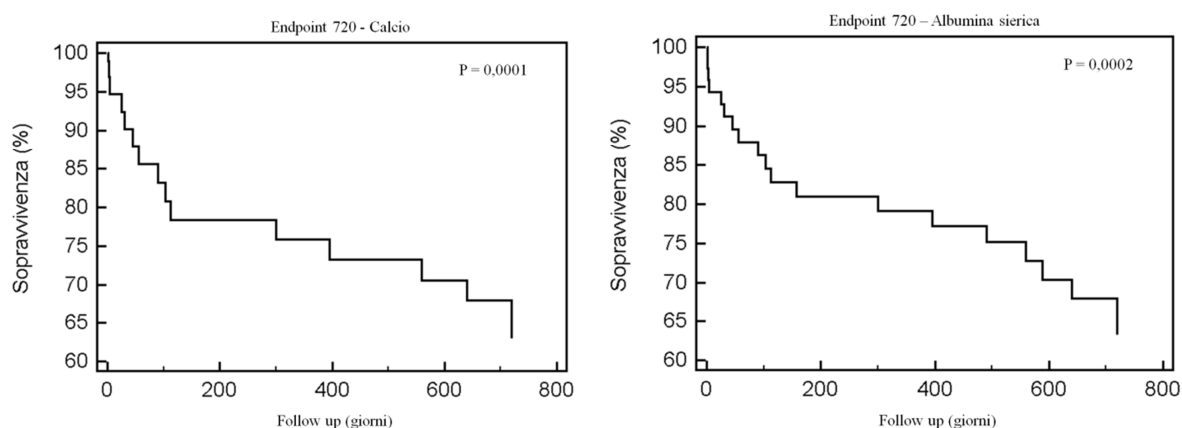 Endpoint 720 - Calcio
P = 0,0001
Sopravvivenza (%)
100
95
90
85
80
75
70
65
60
0 200 400 600 800
Follow up (giorni)
Endpoint 720 – Albumina sierica
P = 0,0002
Sopravvivenza (%)
100
95
90
85
80
75
70
65
60
0 200 400 600 800
Follow up (giorni)